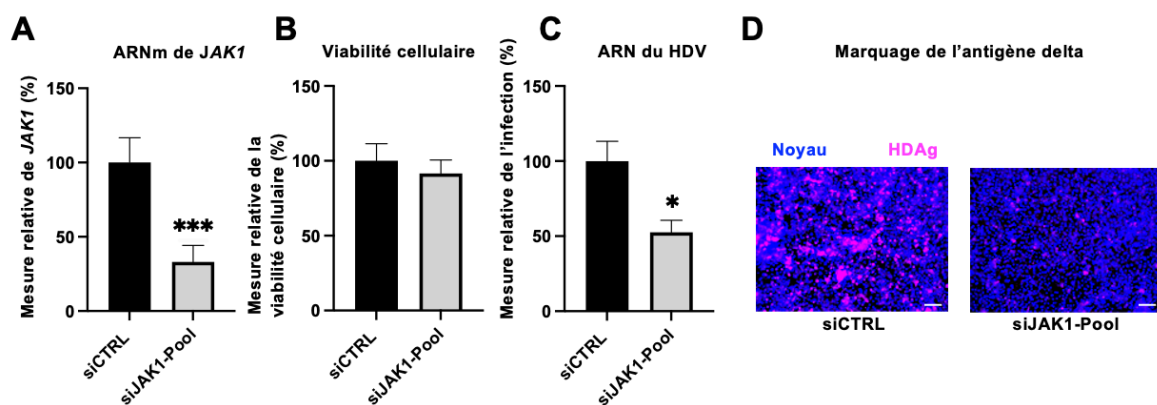 A
ARNm de JAK1
Mesure relative de JAK1 (%)
150
100
50
0
***
siCTRL
siJAK1-Pool
B
Viabilité cellulaire
Mesure relative de la
viabilité cellulaire (%)
150
100
50
0
siCTRL
siJAK1-Pool
C
ARN du HDV
Mesure relative de l'infection (%)
150
100
50
0
*
siCTRL
siJAK1-Pool
D
Marquage de l'antigène delta
Noyau
HDAg
siCTRL
siJAK1-Pool